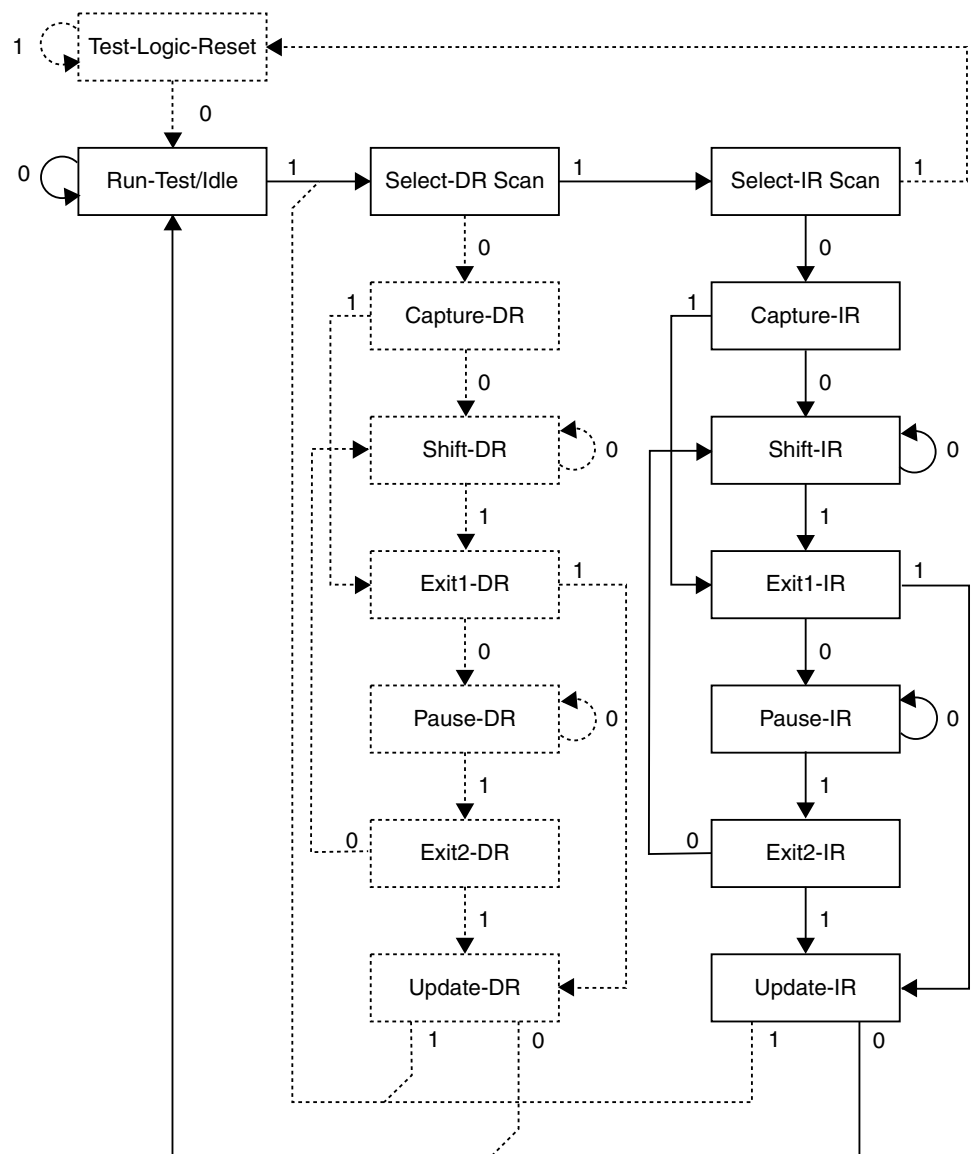 1 Test-Logic-Reset
0
0 Run-Test/Idle 1 Select-DR Scan 1 Select-IR Scan 1
0 0
1 Capture-DR 1 Capture-IR
0 0
Shift-DR 0 Shift-IR 0
1 1
Exit1-DR 1 Exit1-IR 1
0 0
Pause-DR 0 Pause-IR 0
1 1
0 Exit2-DR 0 Exit2-IR
1 1
Update-DR Update-IR
1 0 1 0